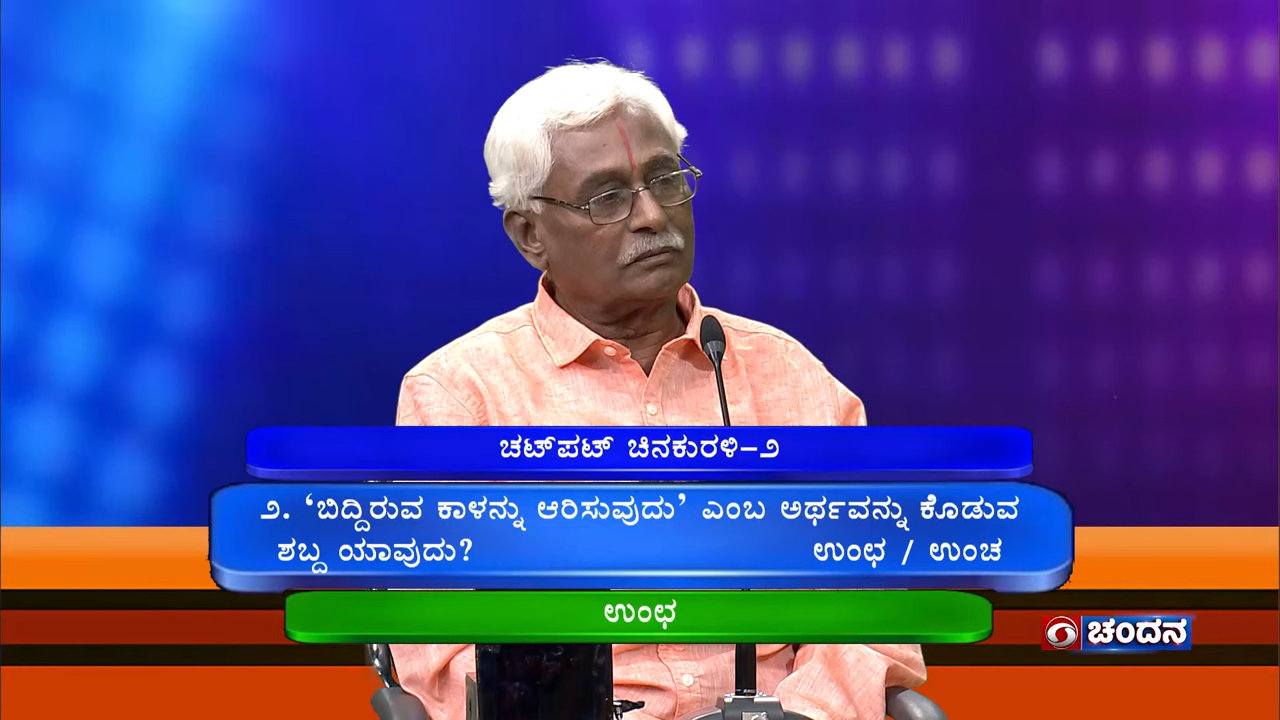 ಚಟ್‌ಪಟ್ ಚಿನಕುರಳಿ–೨
೨. ‘ಬಿದ್ದಿರುವ ಕಾಳನ್ನು ಆರಿಸುವುದು’ ಎಂಬ ಅರ್ಥವನ್ನು ಕೊಡುವ
ಶಬ್ದ ಯಾವುದು? ಉಂಛ / ಉಂಚ
ಉಂಛ
ಚಂದನ